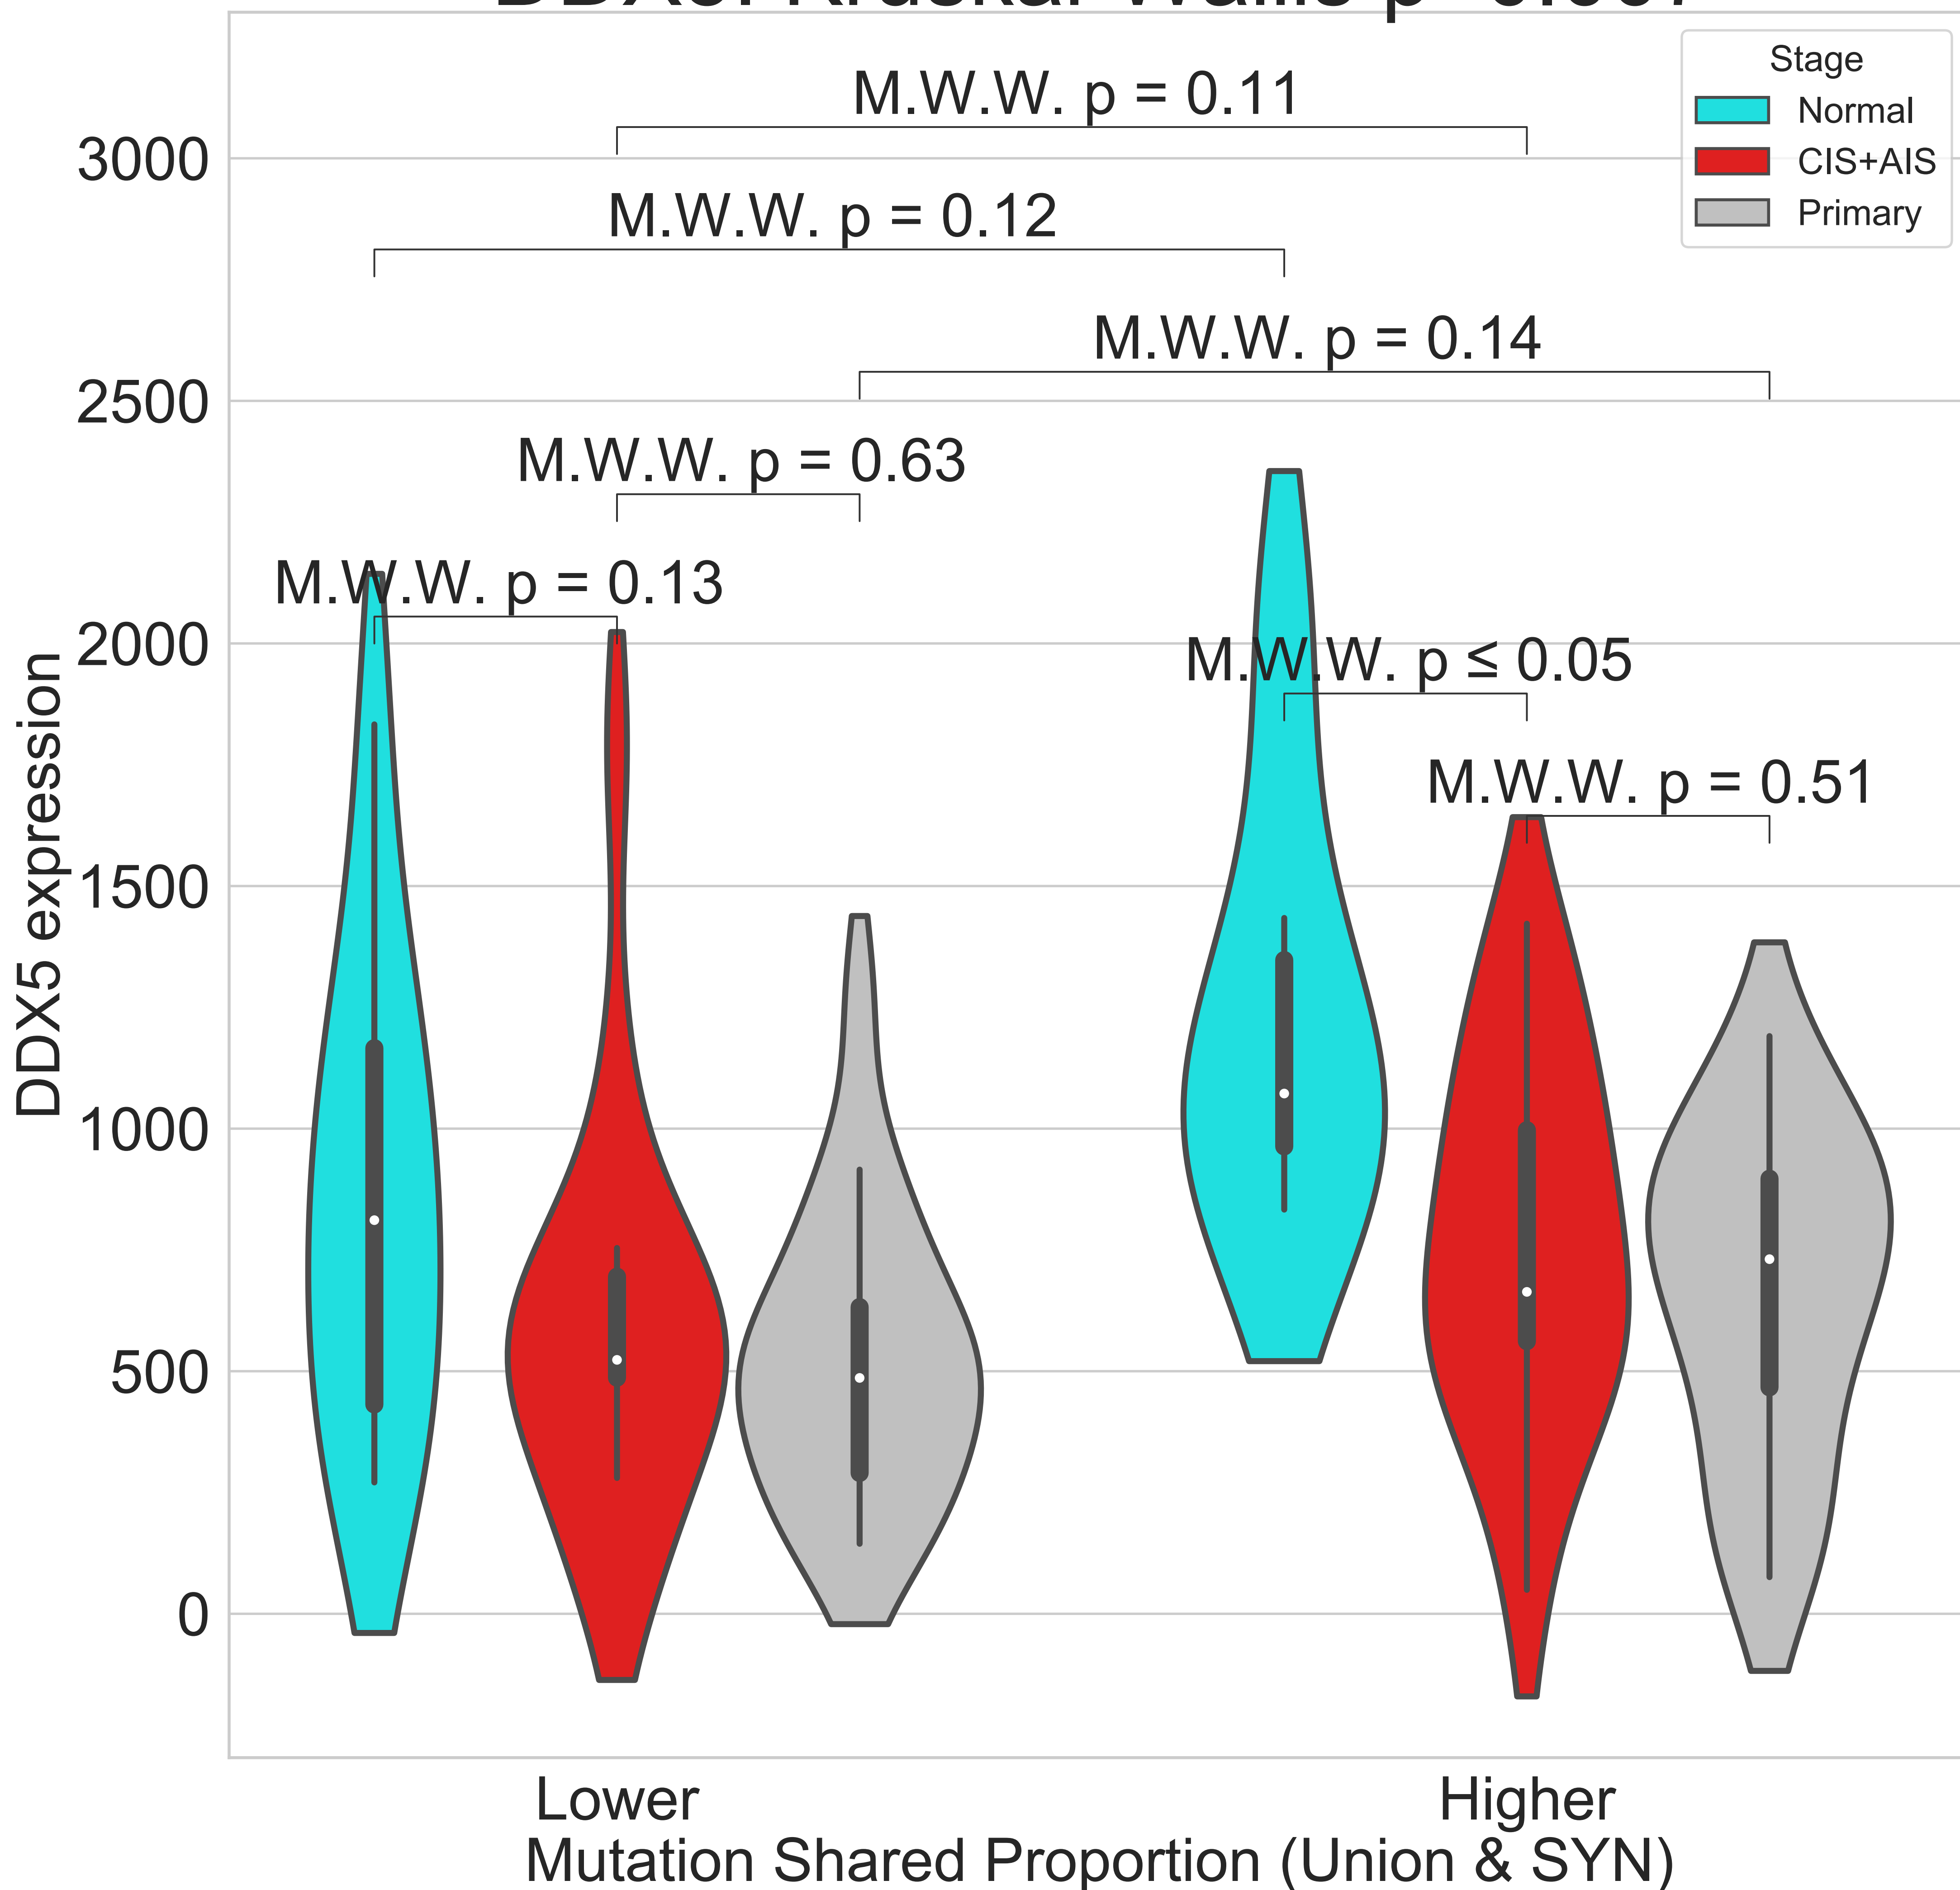 Stage
Normal
CIS+AIS
Primary
M.W.W. p = 0.11
3000
M.W.W. p = 0.12
M.W.W. p = 0.14
2500
M.W.W. p = 0.63
M.W.W. p = 0.13
2000
M.W.W. p ≤ 0.05
M.W.W. p = 0.51
1500
1000
500
0
DDX5 expression
Lower
Higher
Mutation Shared Proportion (Union & SYN)